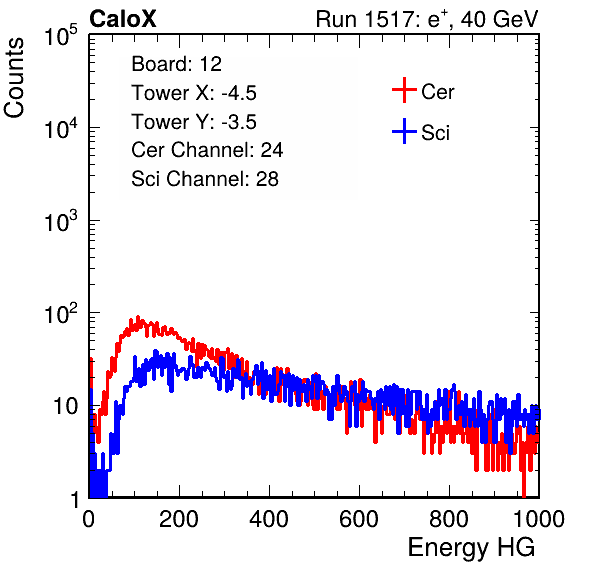 CaloX Run 1517: e⁺, 40 GeV
Counts
10⁵
10⁴
10³
10²
10
1
Board: 12
Tower X: -4.5
Tower Y: -3.5
Cer Channel: 24
Sci Channel: 28
Cer
Sci
0 200 400 600 800 1000
Energy HG